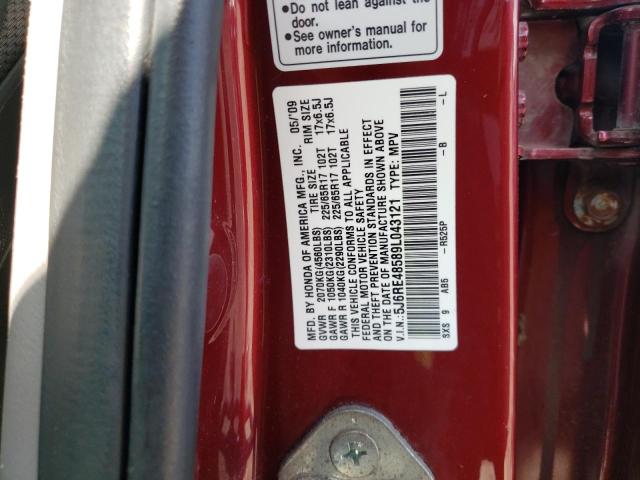 •Do not lean against the
door.
•See owner's manual for
more information.
MFD. BY HONDA OF AMERICA MFG., INC. 05/'09
GVWR 2070KG(4560LBS) TIRE SIZE RIM SIZE
GAWR F 1050KG(2310LBS) 225/65R17 102T 17x6.5J
GAWR R 1040KG(2290LBS) 225/65R17 102T 17x6.5J
THIS VEHICLE CONFORMS TO ALL APPLICABLE
FEDERAL MOTOR VEHICLE SAFETY
AND THEFT PREVENTION STANDARDS IN EFFECT
ON THE DATE OF MANUFACTURE SHOWN ABOVE
V.I.N.:5J6RE48589L043121 TYPE: MPV
SXS 9 AB5 - R525P - B - L